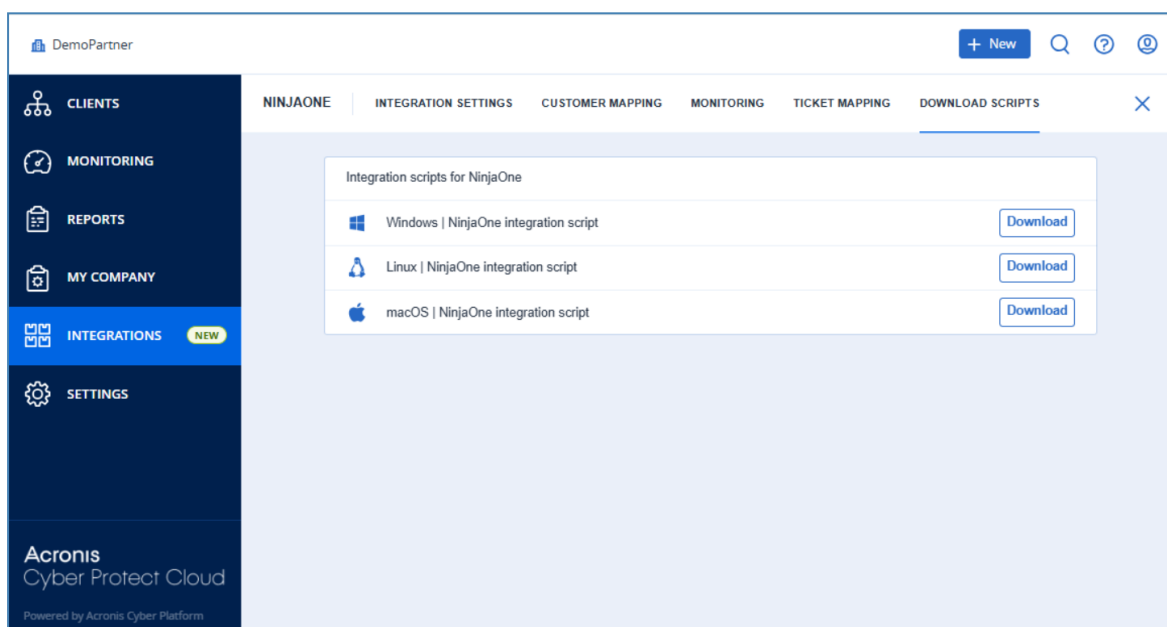 DemoPartner
+ New
CLIENTS
MONITORING
REPORTS
MY COMPANY
INTEGRATIONS NEW
SETTINGS
Acronis
Cyber Protect Cloud
Powered by Acronis Cyber Platform
NINJAONE INTEGRATION SETTINGS CUSTOMER MAPPING MONITORING TICKET MAPPING DOWNLOAD SCRIPTS
Integration scripts for NinjaOne
Windows | NinjaOne integration script Download
Linux | NinjaOne integration script Download
macOS | NinjaOne integration script Download